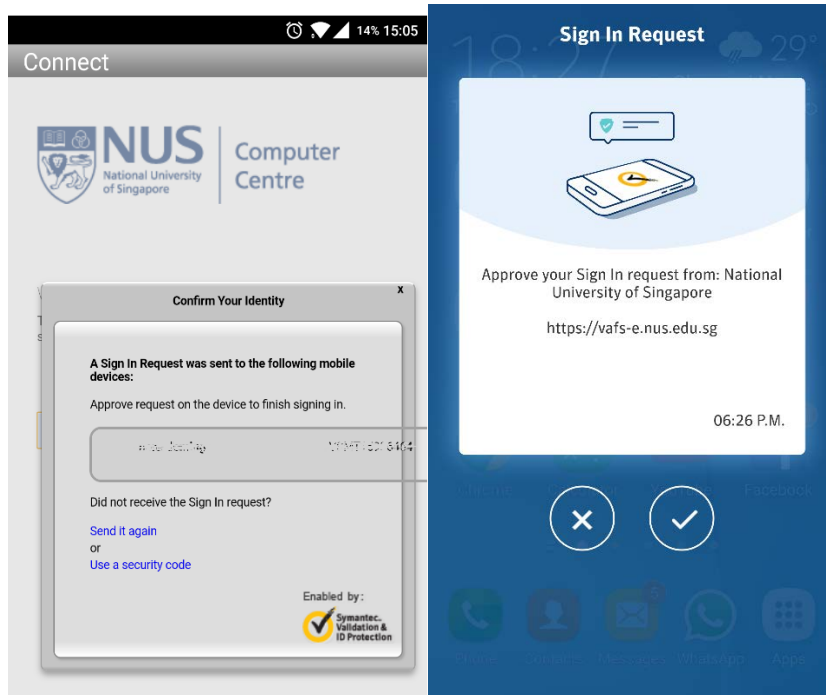 14% 15:05
Connect
NUS
National University
of Singapore
Computer
Centre
Confirm Your Identity
x
A Sign In Request was sent to the following mobile
devices:
Approve request on the device to finish signing in.
Did not receive the Sign In request?
Send it again
or
Use a security code
Enabled by:
Symantec.
Validation &
ID Protection
18:27
29°
Sign In Request
Approve your Sign In request from: National
University of Singapore
https://vafs-e.nus.edu.sg
06:26 P.M.
Chrome
Facebook
Phone
Messages
WhatsApp
Apps